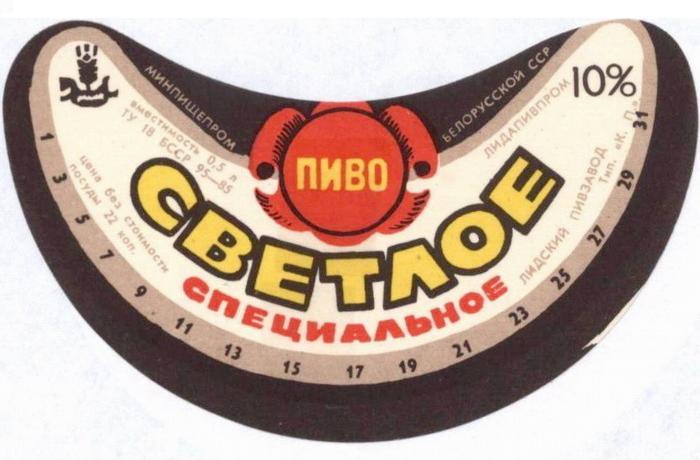 МИНПИЩЕПРОМ
БЕЛОРУССКОЙ ССР
вместимость 0,5 л
ТУ 18 БССР 95—85
цена без стоимости
посуды 22 коп.
ПИВО
10%
ЛИДАПИВПРОМ
ЛИДСКИЙ ПИВЗАВОД
Тип. «К. П.»
СВЕТЛОЕ
СПЕЦИАЛЬНОЕ
1 3 5 7 9 11 13 15 17 19 21 23 25 27 29 31